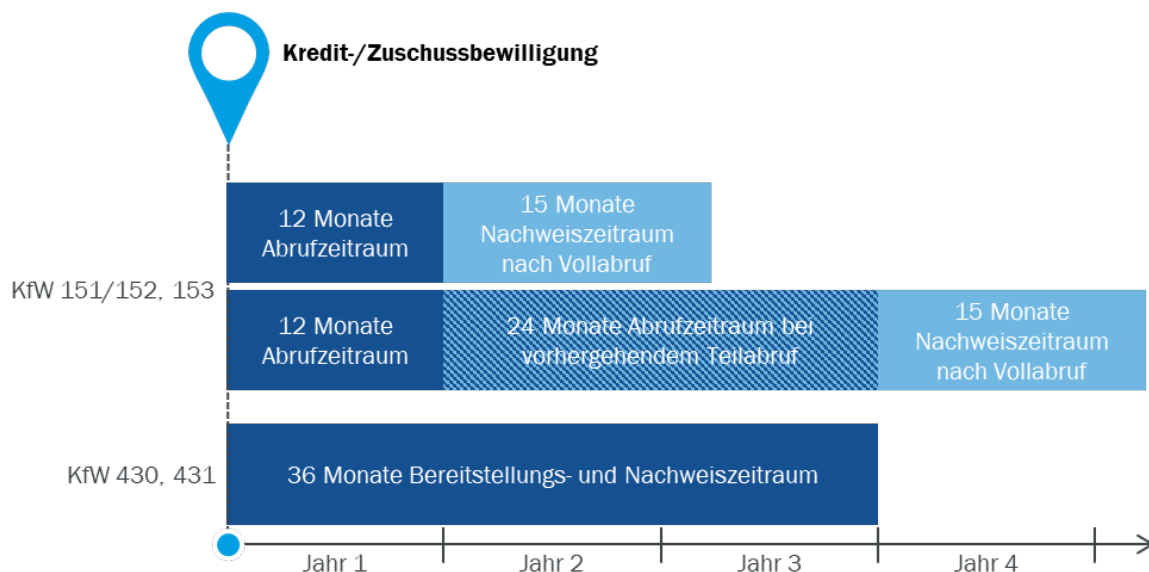 Kredit-/Zuschussbewilligung
12 Monate
Abrufzeitraum
15 Monate
Nachweiszeitraum
nach Vollabruf
KfW 151/152, 153
12 Monate
Abrufzeitraum
24 Monate Abrufzeitraum bei
vorhergehendem Teilabruf
15 Monate
Nachweiszeitraum
nach Vollabruf
KfW 430, 431
36 Monate Bereitstellungs- und Nachweiszeitraum
Jahr 1
Jahr 2
Jahr 3
Jahr 4